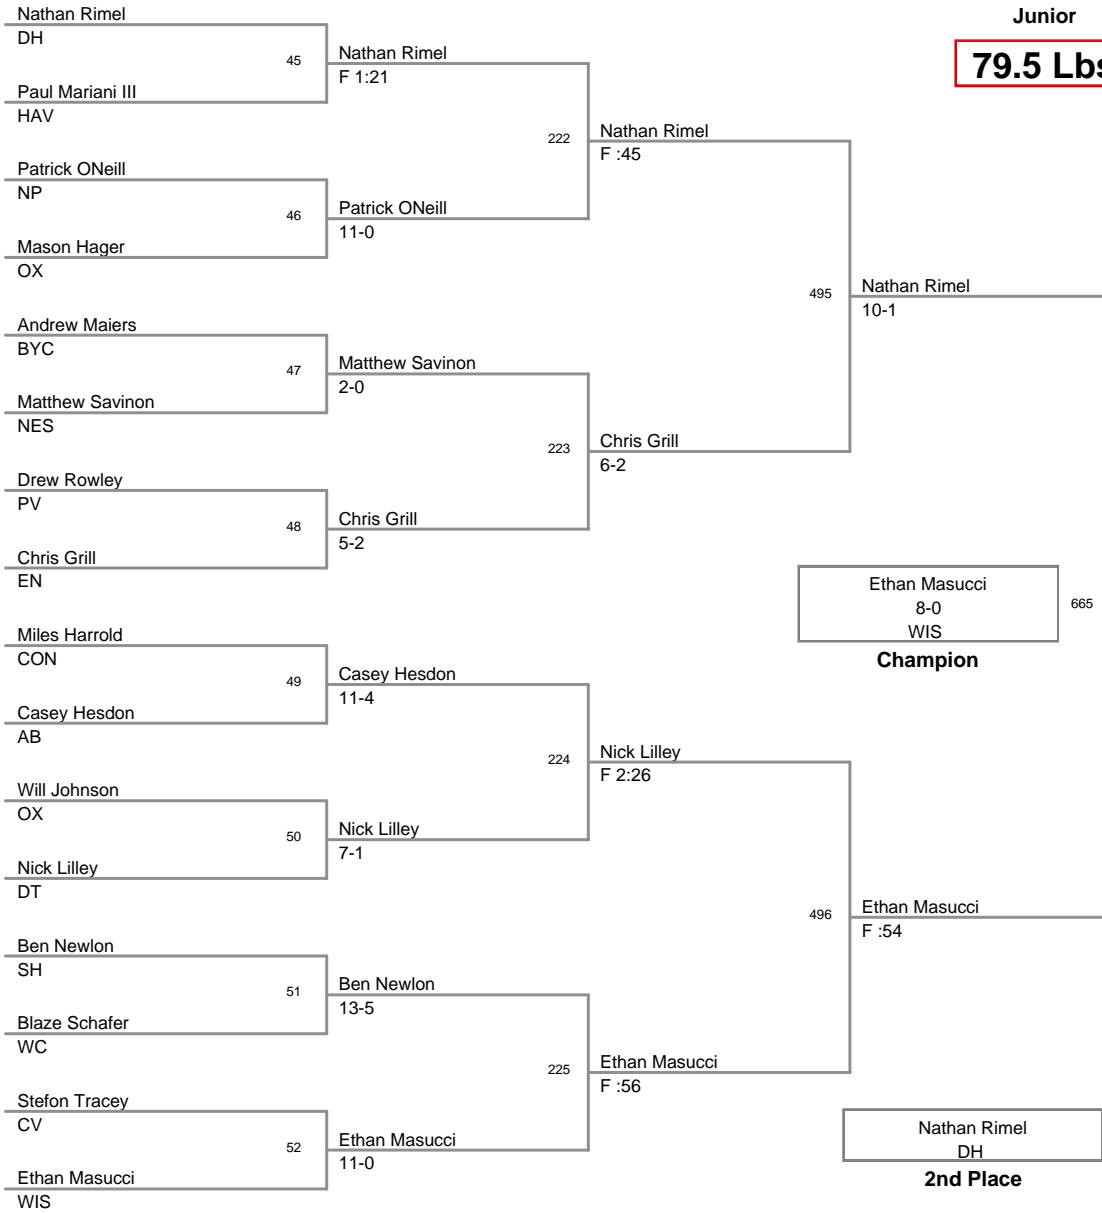 Nathan Rimel
DH
45
Paul Mariani III
HAV
Nathan Rimel
F 1:21
Patrick ONeill
NP
46
Mason Hager
OX
Patrick ONeill
11-0
222
Nathan Rimel
F :45
Andrew Maiers
BYC
47
Matthew Savinon
NES
Matthew Savinon
2-0
Drew Rowley
PV
48
Chris Grill
EN
Chris Grill
5-2
223
Chris Grill
6-2
495
Nathan Rimel
10-1
Miles Harrold
CON
49
Casey Hesdon
AB
Casey Hesdon
11-4
Will Johnson
OX
50
Nick Lilley
DT
Nick Lilley
7-1
224
Nick Lilley
F 2:26
Ben Newlon
SH
51
Blaze Schafer
WC
Ben Newlon
13-5
Stefon Tracey
CV
52
Ethan Masucci
WIS
Ethan Masucci
11-0
225
Ethan Masucci
F :56
496
Ethan Masucci
F :54
Junior
79.5 Lbs
Ethan Masucci
8-0
WIS
665
Champion
Nathan Rimel
DH
2nd Place